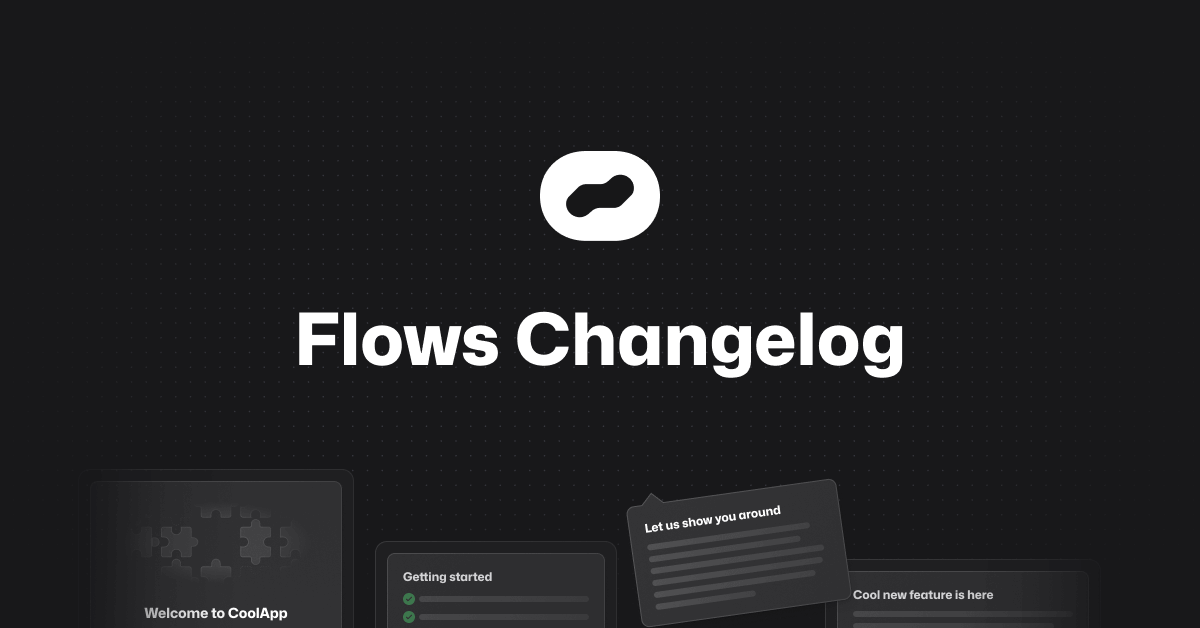 Flows Changelog
Let us show you around
Getting started
Cool new feature is here
Welcome to CoolApp